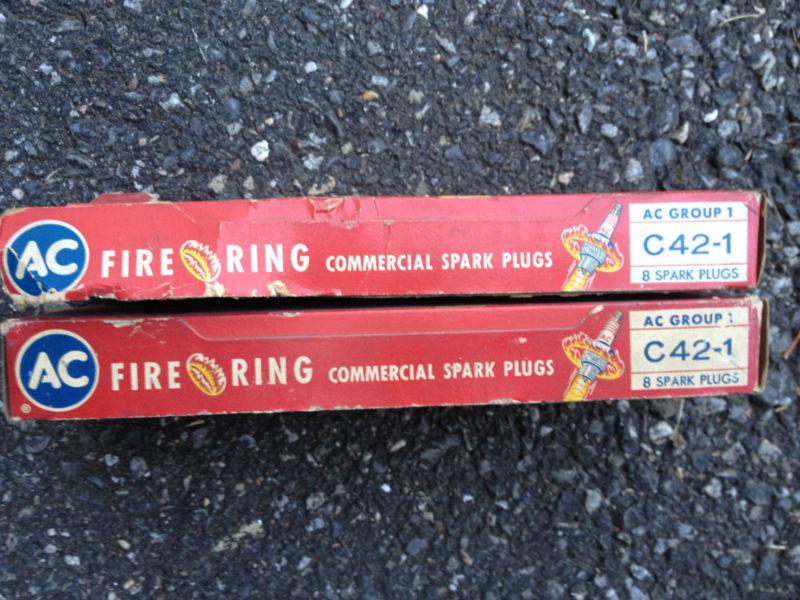 AC FIRE RING COMMERCIAL SPARK PLUGS
AC GROUP 1
C42-1
8 SPARK PLUGS
AC ® FIRE RING COMMERCIAL SPARK PLUGS
AC GROUP 1
C42-1
8 SPARK PLUGS